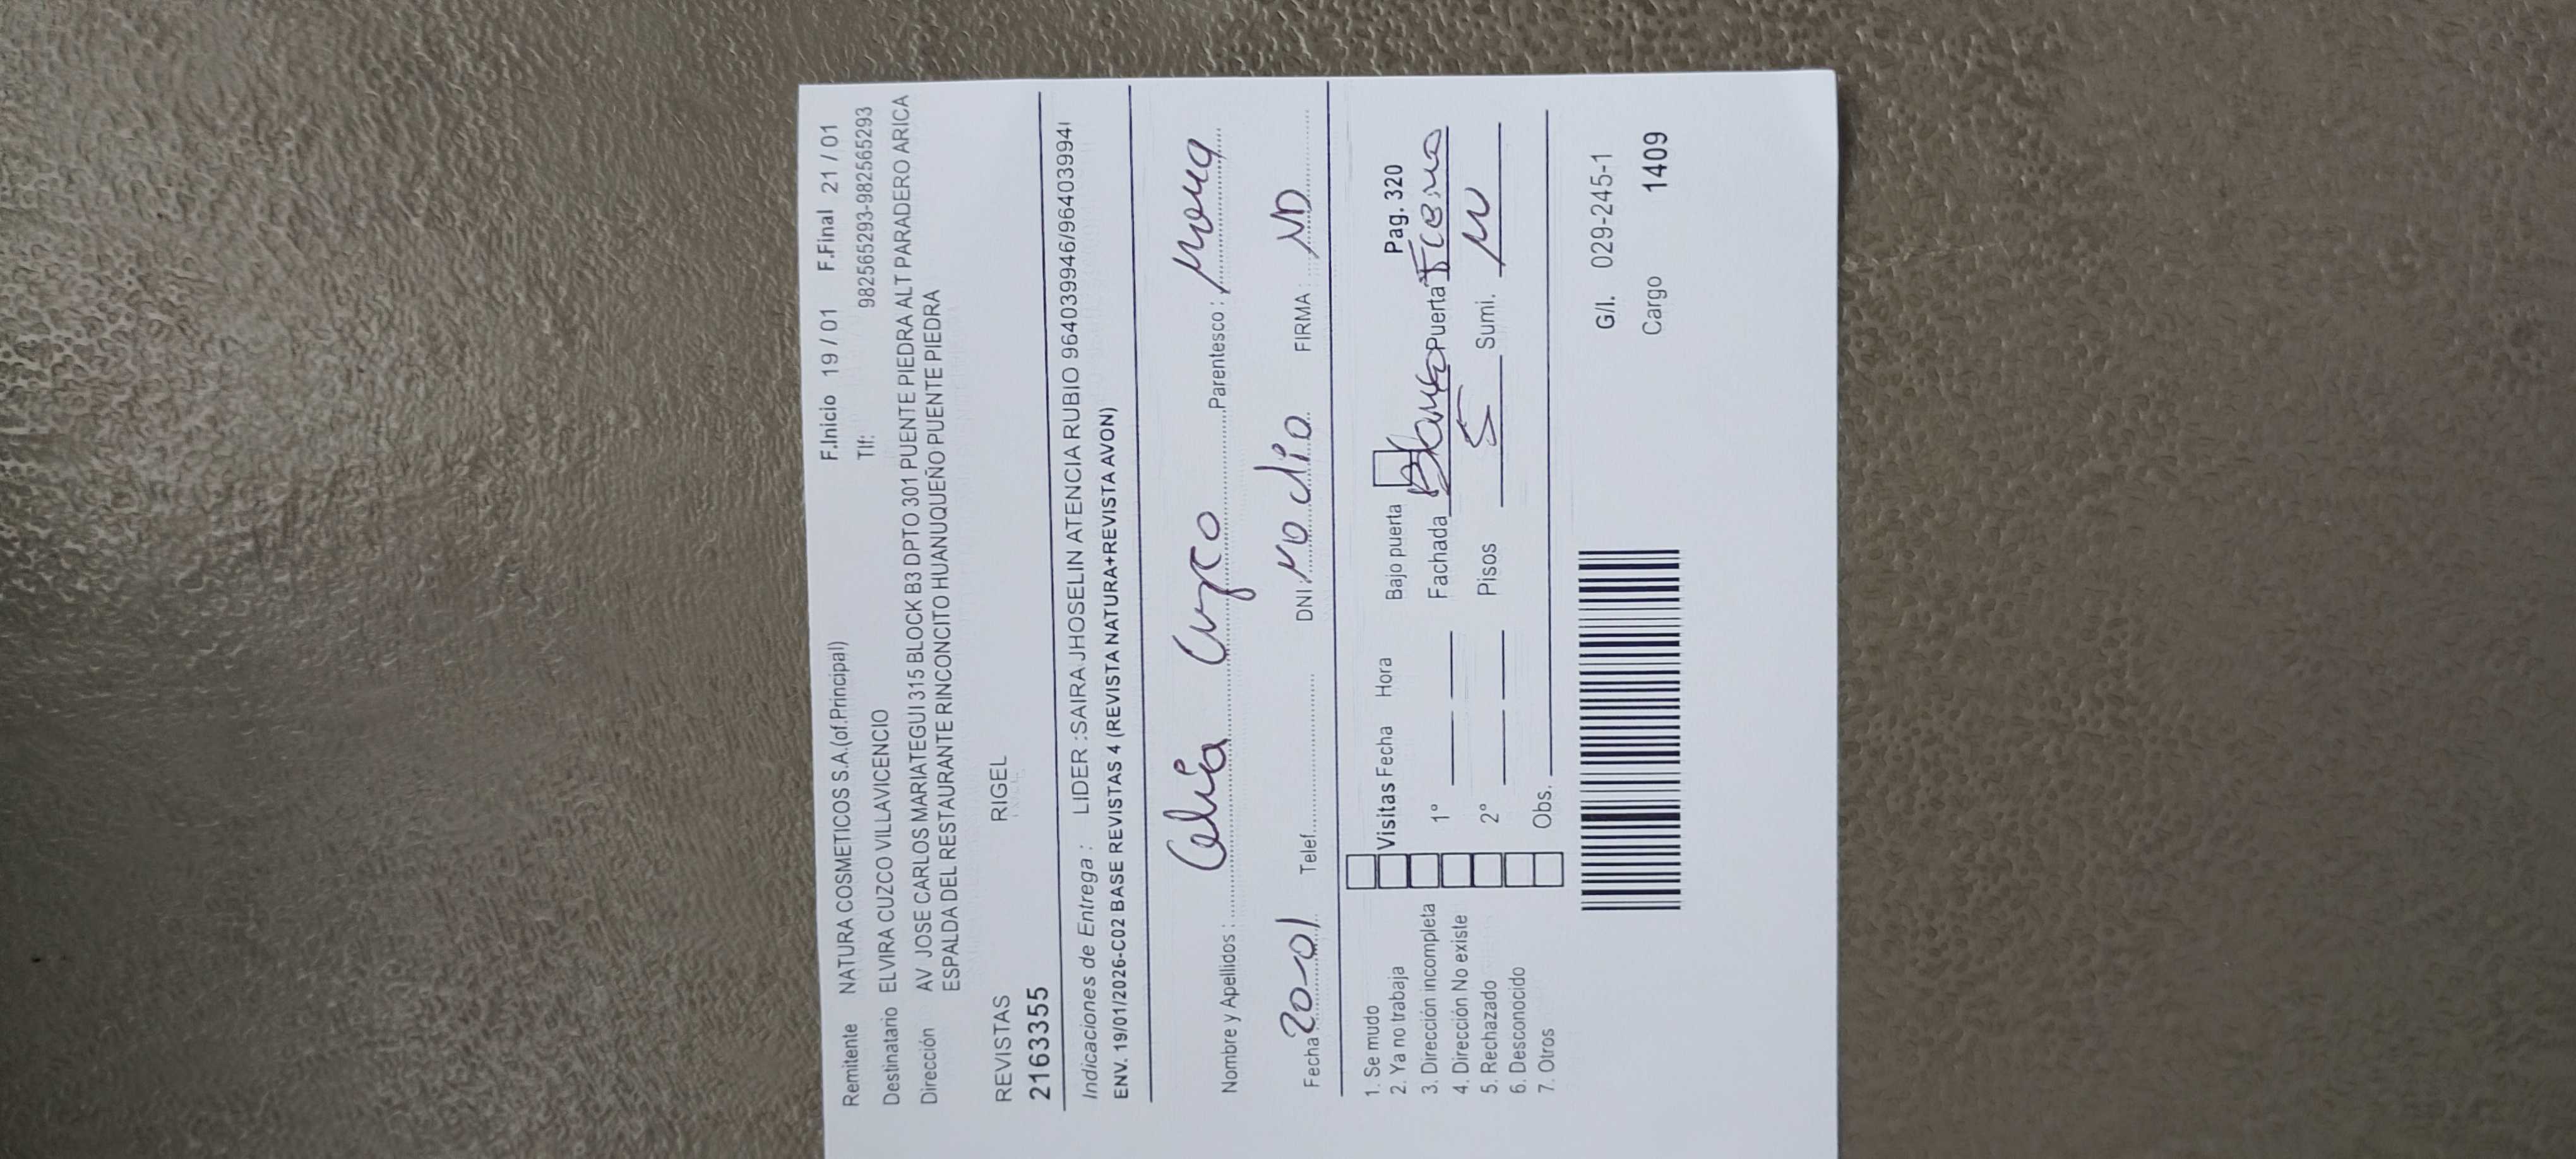 Remitente NATURA COSMETICOS S.A.(of.Principal) F.Inicio 19 / 01 F.Final 21 / 01
Tlf: 982565293-982565293
Destinatario ELVIRA CUZCO VILLAVICENCIO
Dirección AV JOSE CARLOS MARIATEGUI 315 BLOCK B3 DPTO 301 PUENTE PIEDRA ALT PARADERO ARICA
ESPALDA DEL RESTAURANTE RINCONCITO HUANUQUEÑO PUENTE PIEDRA
REVISTAS RIGEL
2163355
Indicaciones de Entrega : LIDER :SAIRA JHOSELIN ATENCIA RUBIO 964039946/96403994
ENV. 19/01/2026-C02 BASE REVISTAS 4 (REVISTA NATURA+REVISTA AVON)
Nombre y Apellidos : Celia Cuzco Parentesco :
Fecha 20-01 Telef. DNI: No dio FIRMA : ND
1. Se mudo
2. Ya no trabaja Visitas Fecha Hora Bajo puerta Pag. 320
3. Dirección incompleta 1° Fachada Blanco Puerta Fierro
4. Dirección No existe
5. Rechazado 2° Pisos 5 Sumi.
6. Desconocido
7. Otros Obs.
G/I. 029-245-1
Cargo 1409